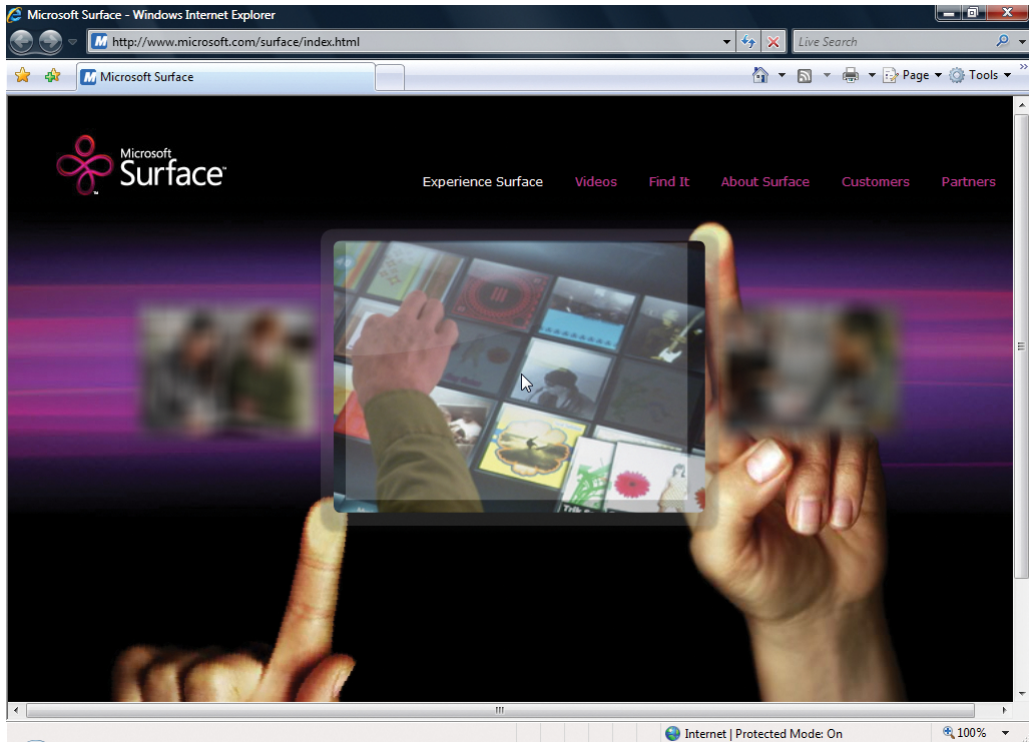 Microsoft Surface - Windows Internet Explorer
http://www.microsoft.com/surface/index.html
Live Search
Microsoft Surface
Page
Tools
Microsoft
Surface™
Experience Surface
Videos
Find It
About Surface
Customers
Partners
Internet | Protected Mode: On
100%